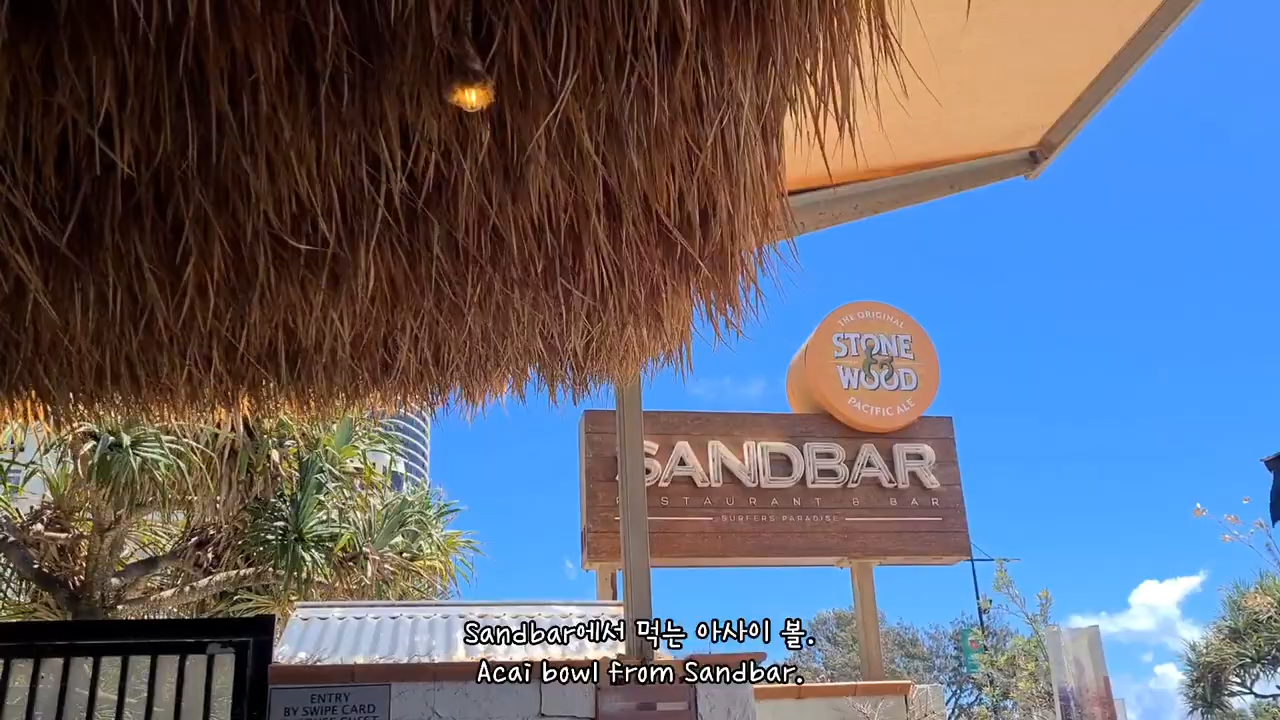 THE ORIGINAL
STONE
&
WOOD
PACIFIC ALE
SANDBAR
RESTAURANT & BAR
SURFERS PARADISE
Sandbar에서 먹는 아사이 볼.
Acai bowl from Sandbar.
ENTRY
BY SWIPE CARD